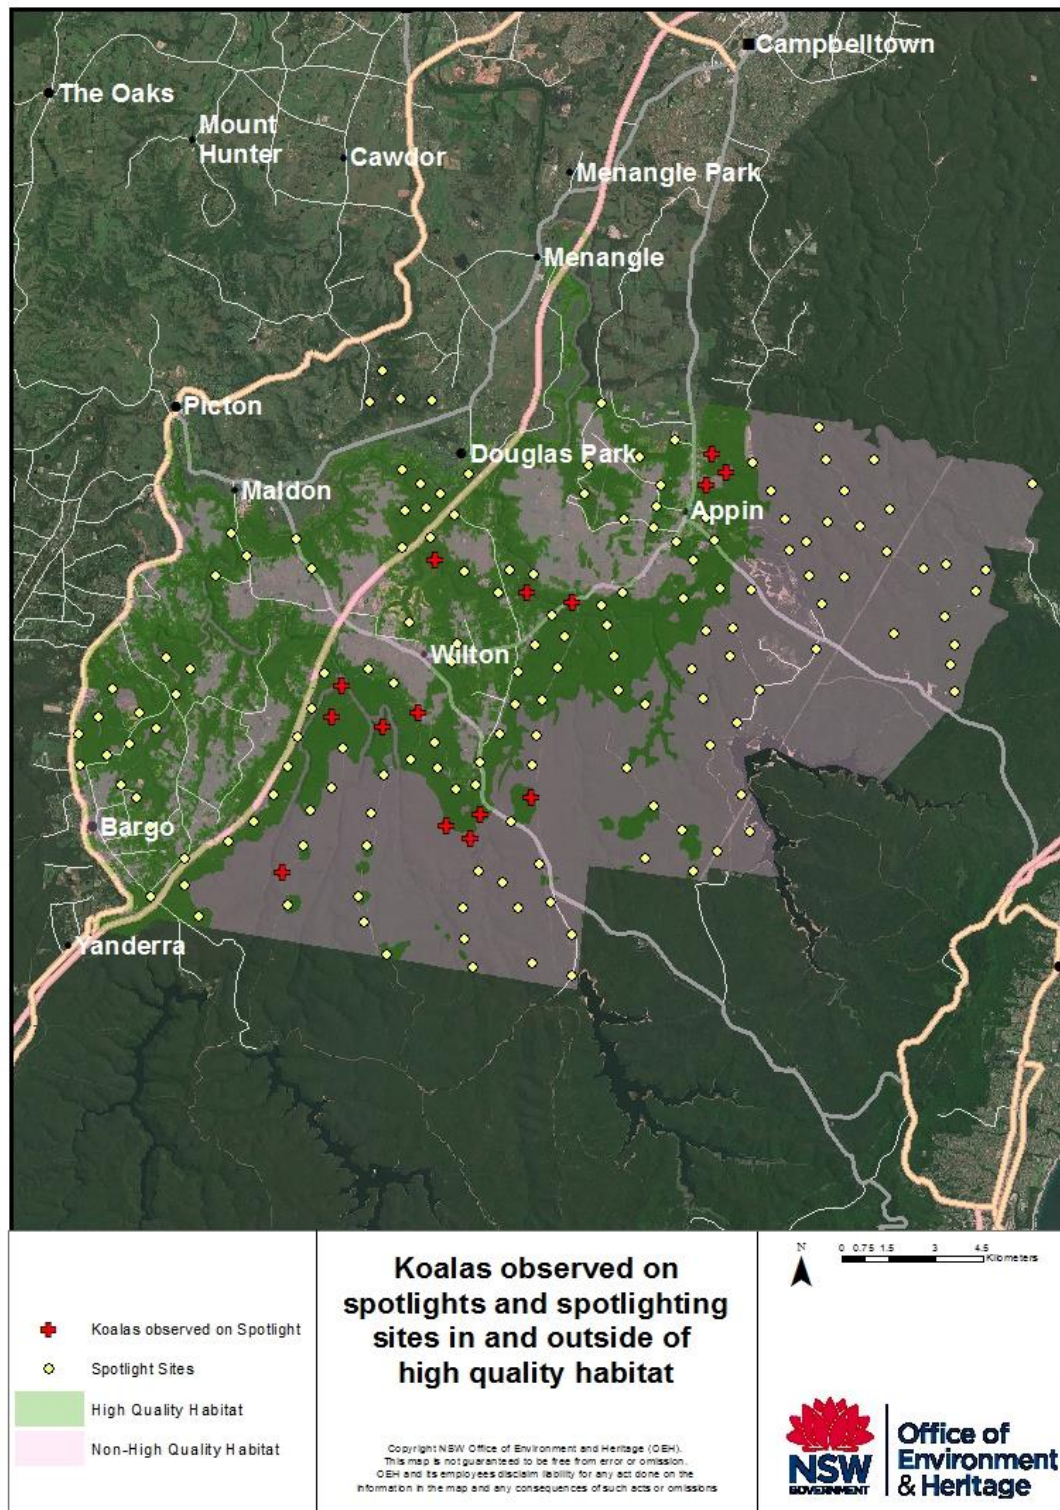 Campbelltown
The Oaks
Mount
Hunter
Cawdor
Menangle Park
Menangle
Picton
Douglas Park
Maldon
Appin
Wilton
Bargo
Yanderra
Koalas observed on Spotlight
Spotlight Sites
High Quality Habitat
Non-High Quality Habitat
Koalas observed on
spotlights and spotlighting
sites in and outside of
high quality habitat
Copyright NSW Office of Environment and Heritage (OEH).
This map is not guaranteed to be free from error or omission.
OEH and its employees disclaim liability for any act done on the
information in the map and any consequences of such acts or omissions
N
0 0.75 1.5 3 4.5
Kilometers
NSW
GOVERNMENT
Office of
Environment
& Heritage